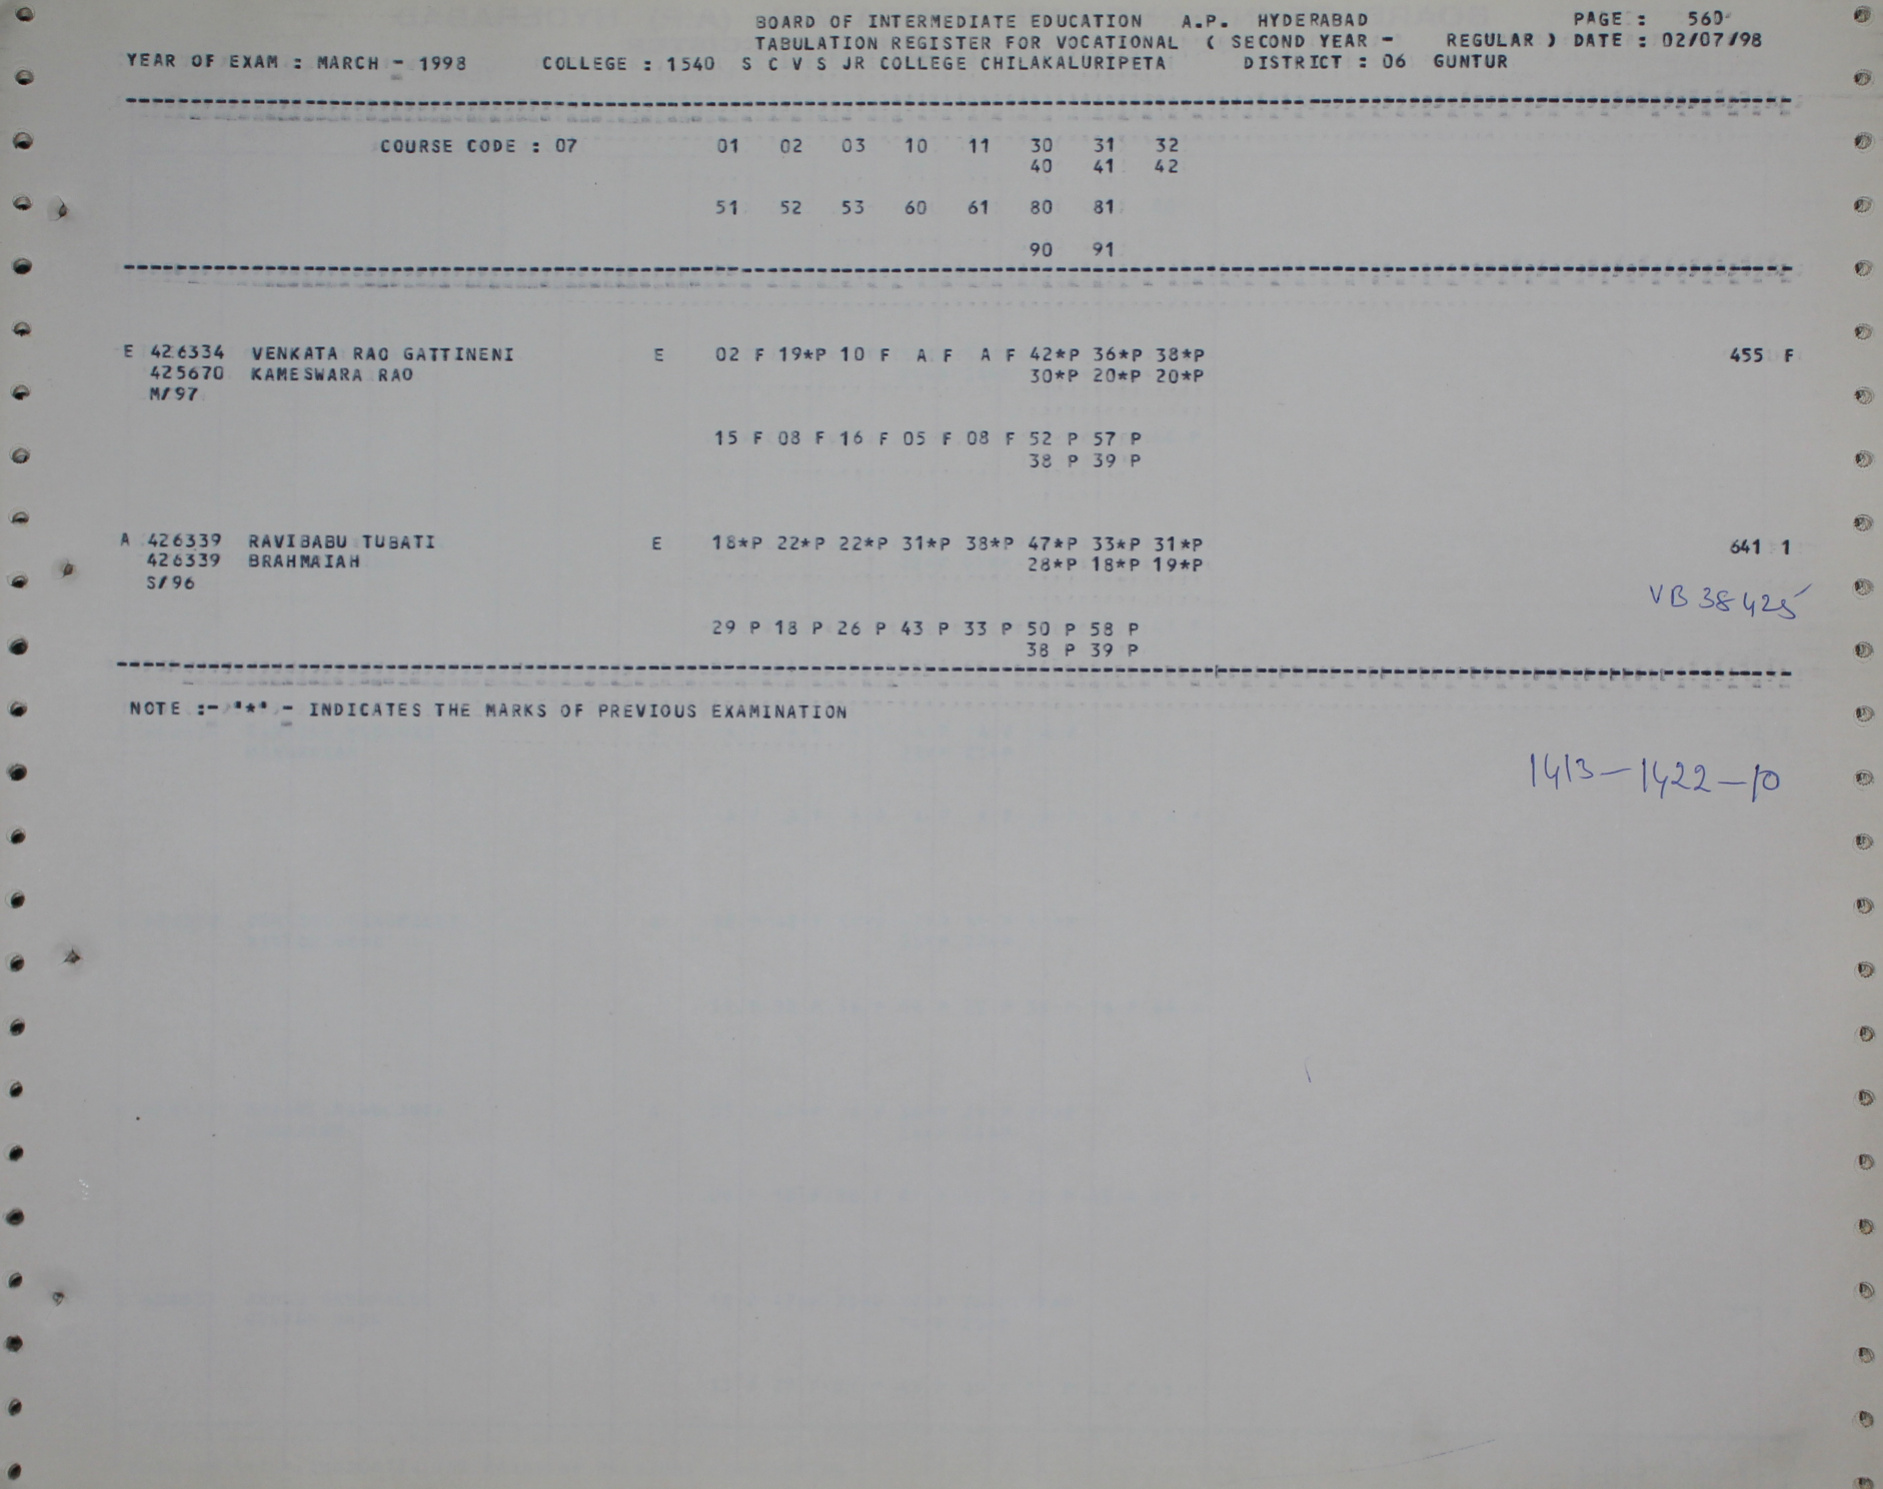 BOARD OF INTERMEDIATE EDUCATION A.P. HYDERABAD PAGE : 560
TABULATION REGISTER FOR VOCATIONAL ( SECOND YEAR - REGULAR ) DATE : 02/07/98
YEAR OF EXAM : MARCH - 1998 COLLEGE : 1540 S C V S JR COLLEGE CHILAKALURIPETA DISTRICT : 06 GUNTUR
COURSE CODE : 07 01 02 03 10 11 30 31 32
40 41 42
51 52 53 60 61 80 81
90 91
E 426334 VENKATA RAO GATTINENI E 02 F 19*P 10 F A F A F 42*P 36*P 38*P 455 F
425670 KAMESWARA RAO 30*P 20*P 20*P
M/97
15 F 08 F 16 F 05 F 08 F 52 P 57 P
38 P 39 P
A 426339 RAVIBABU TUBATI E 18*P 22*P 22*P 31*P 38*P 47*P 33*P 31*P 641 1
426339 BRAHMAIAH 28*P 18*P 19*P
S/96
VB 38425
29 P 18 P 26 P 43 P 33 P 50 P 58 P
38 P 39 P
NOTE :- '*' - INDICATES THE MARKS OF PREVIOUS EXAMINATION
1413-1422-10